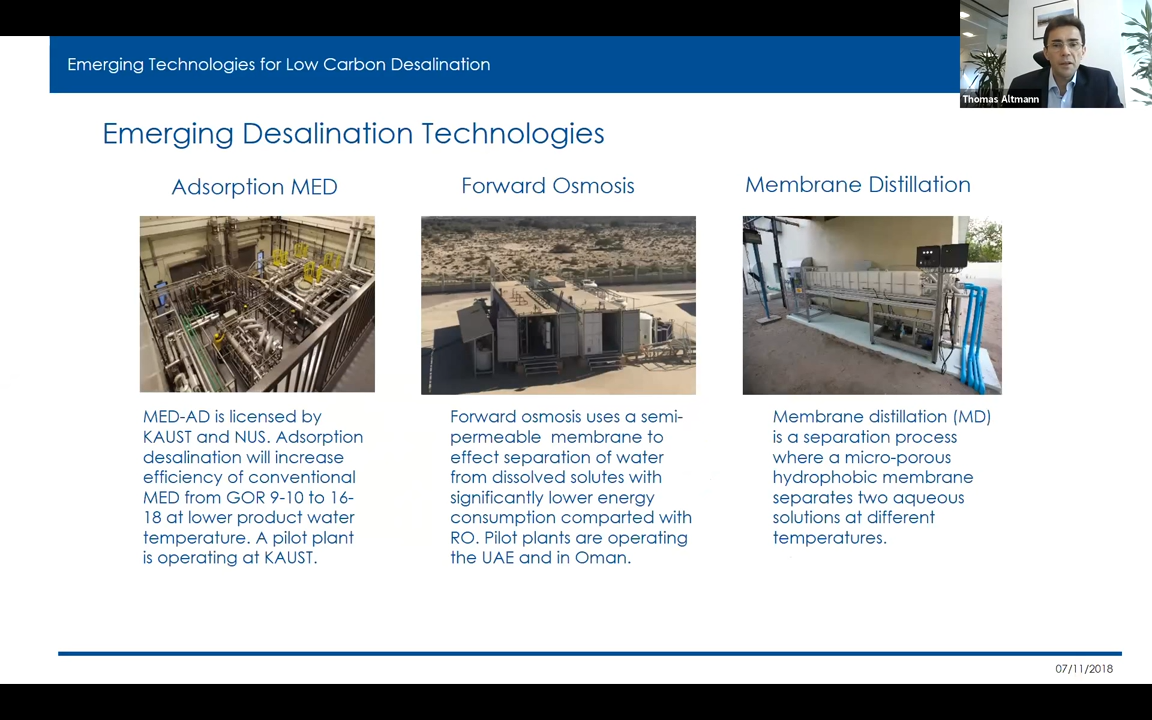 Emerging Technologies for Low Carbon Desalination
Thomas Altmann
Emerging Desalination Technologies
Adsorption MED
MED-AD is licensed by
KAUST and NUS. Adsorption
desalination will increase
efficiency of conventional
MED from GOR 9-10 to 16-
18 at lower product water
temperature. A pilot plant
is operating at KAUST.
Forward Osmosis
Forward osmosis uses a semi-
permeable membrane to
effect separation of water
from dissolved solutes with
significantly lower energy
consumption comparted with
RO. Pilot plants are operating
the UAE and in Oman.
Membrane Distillation
Membrane distillation (MD)
is a separation process
where a micro-porous
hydrophobic membrane
separates two aqueous
solutions at different
temperatures.
07/11/2018